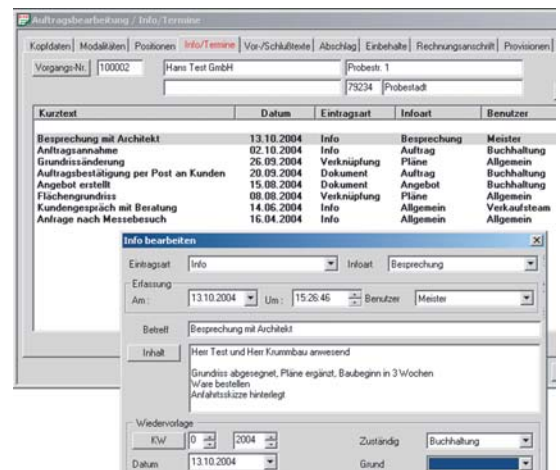 Auftragsbearbeitung / Info/Termine
Kopfdaten Modalitäten Positionen Info/Termine Vor-/Schlußtexte Abschlag Einbehalte Rechnungsanschrift Provisionen
Vorgangs-Nr. 100002 Hans Test GmbH Probestr. 1
79234 Probestadt
Kurztext Datum Eintragsart Infoart Benutzer
Besprechung mit Architekt 13.10.2004 Info Besprechung Meister
Anftragsannahme 02.10.2004 Info Auftrag Buchhaltung
Grundrissänderung 26.09.2004 Verknüpfung Pläne Allgemein
Auftragsbestätigung per Post an Kunden 20.09.2004 Dokument Auftrag Buchhaltung
Angebot erstellt 15.08.2004 Dokument Angebot Buchhaltung
Flächengrundriss 08.08.2004 Verknüpfung Pläne Allgemein
Kundengespräch mit Beratung 14.06.2004 Info Allgemein Verkaufsteam
Anfrage nach Messebesuch 16.04.2004 Info Allgemein Allgemein
Info bearbeiten
Eintragsart Info Infoart Besprechung
Erfassung
Am : 13.10.2004 Um : 15:26:46 Benutzer Meister
Betreff Besprechung mit Architekt
Inhalt Herr Test und Herr Krummbau anwesend
Grundriss abgesegnet, Pläne ergänzt, Baubeginn in 3 Wochen
Ware bestellen
Anfahrtsskizze hinterlegt
Wiedervorlage
KW 0 2004 Zuständig Buchhaltung
Datum 13.10.2004 Grund